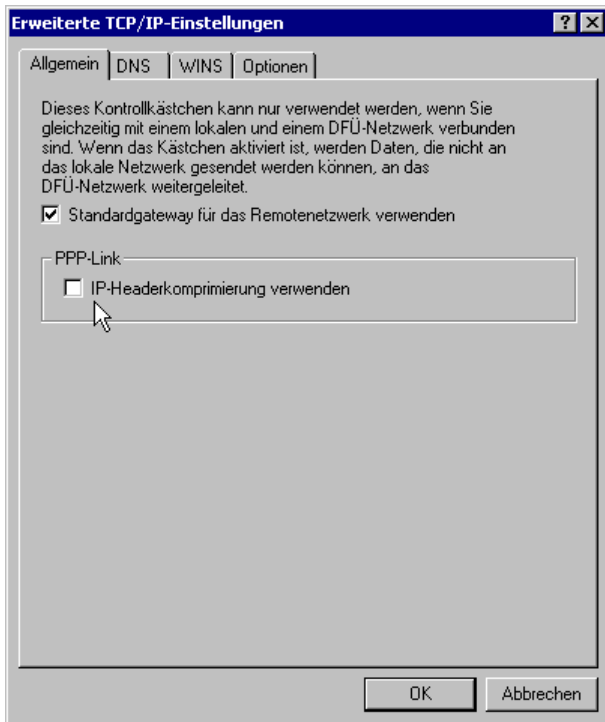 Erweiterte TCP/IP-Einstellungen
Allgemein DNS WINS Optionen
Dieses Kontrollkästchen kann nur verwendet werden, wenn Sie
gleichzeitig mit einem lokalen und einem DFÜ-Netzwerk verbunden
sind. Wenn das Kästchen aktiviert ist, werden Daten, die nicht an
das lokale Netzwerk gesendet werden können, an das
DFÜ-Netzwerk weitergeleitet.
Standardgateway für das Remotenetzwerk verwenden
PPP-Link
IP-Headerkomprimierung verwenden
OK Abbrechen